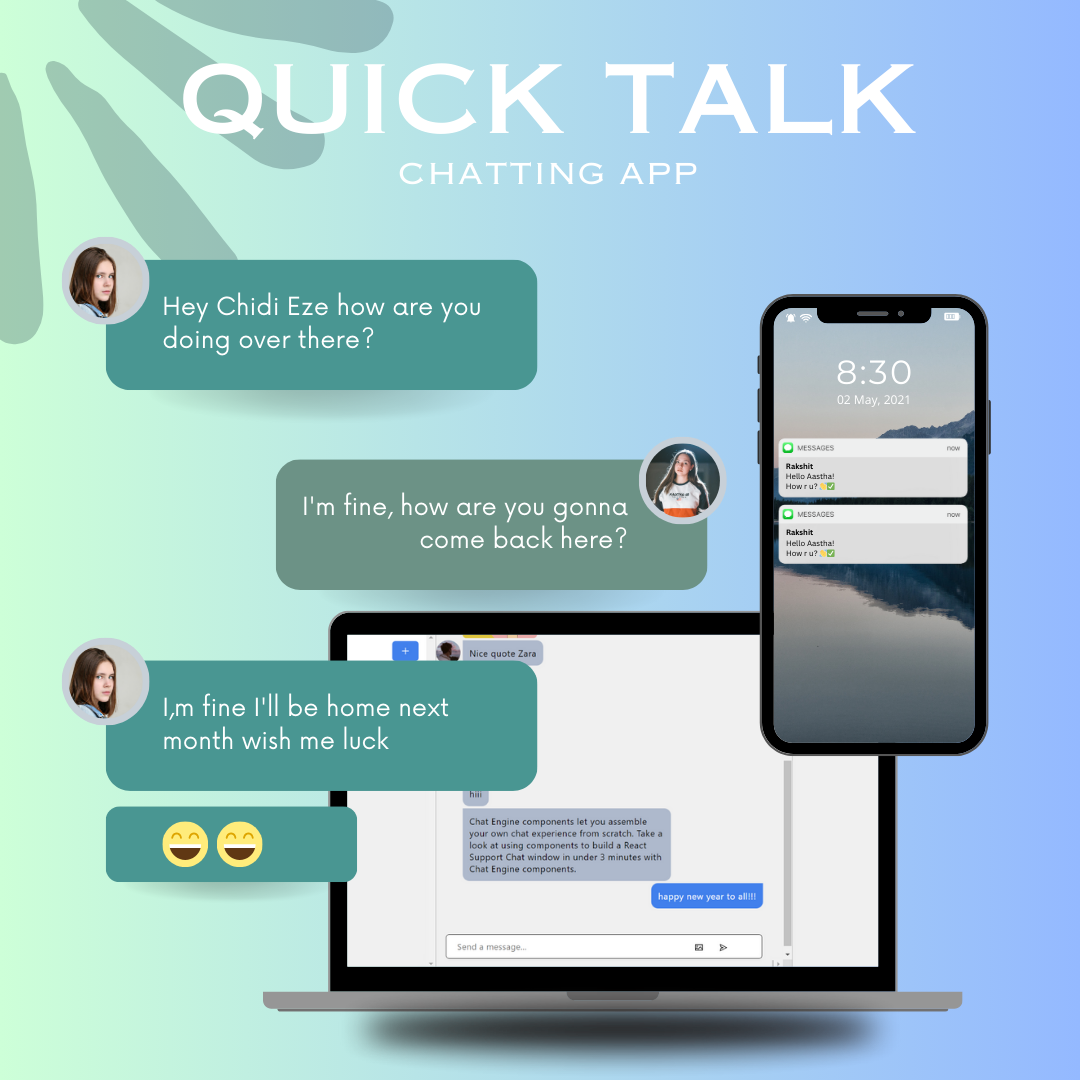 QUICK TALK
CHATTING APP
Hey Chidi Eze how are you
doing over there?
I'm fine, how are you gonna
come back here?
I,m fine I'll be home next
month wish me luck
8:30
02 May, 2021
MESSAGES now
Rakshit
Hello Aastha!
How r u?
MESSAGES now
Rakshit
Hello Aastha!
How r u?
+
Nice quote Zara
hiii
Chat Engine components let you assemble
your own chat experience from scratch. Take a
look at using components to build a React
Support Chat window in under 3 minutes with
Chat Engine components.
happy new year to all!!!
Send a message...